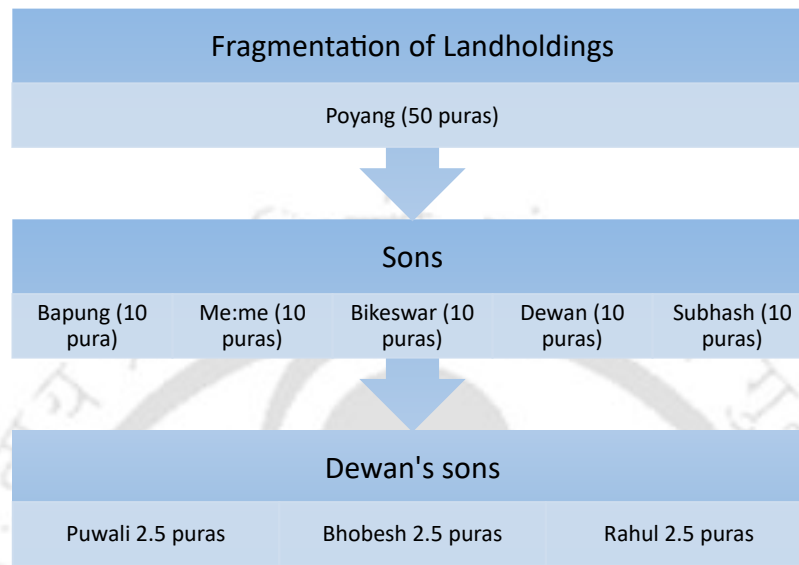 Fragmentation of Landholdings
Poyang (50 puras)
Sons
Bapung (10
pura)
Me:me (10
puras)
Bikeswar (10
puras)
Dewan (10
puras)
Subhash (10
puras)
Dewan's sons
Puwali 2.5 puras
Bhobesh 2.5 puras
Rahul 2.5 puras